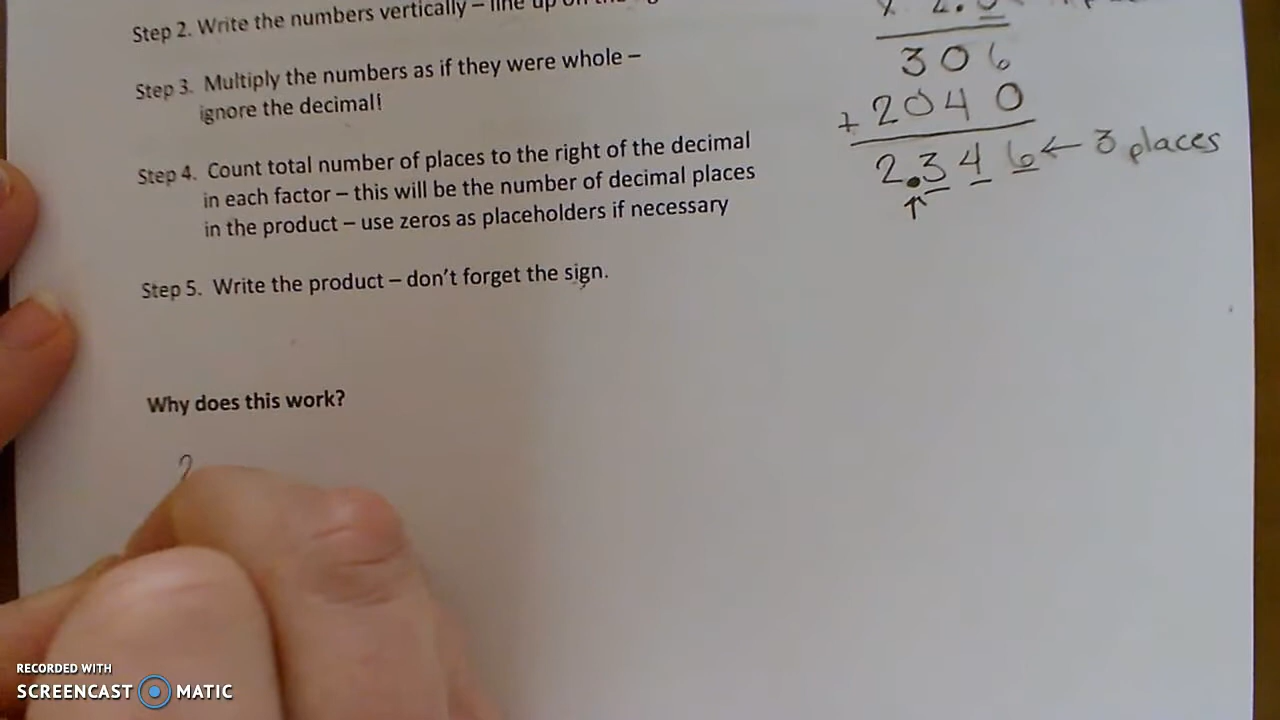 Step 2. Write the numbers vertically – line up on the
Step 3. Multiply the numbers as if they were whole –
ignore the decimal!
Step 4. Count total number of places to the right of the decimal
in each factor – this will be the number of decimal places
in the product – use zeros as placeholders if necessary
Step 5. Write the product – don't forget the sign.
Why does this work?
2
x 2.
306
+ 2040
2.346 ← 3 places
↑
RECORDED WITH
SCREENCAST MATIC